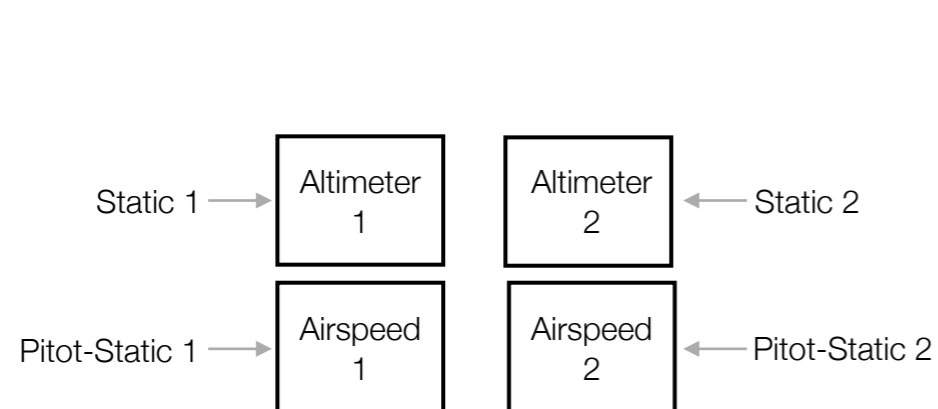 Static 1
Altimeter
1
Altimeter
2
Static 2
Pitot-Static 1
Airspeed
1
Airspeed
2
Pitot-Static 2